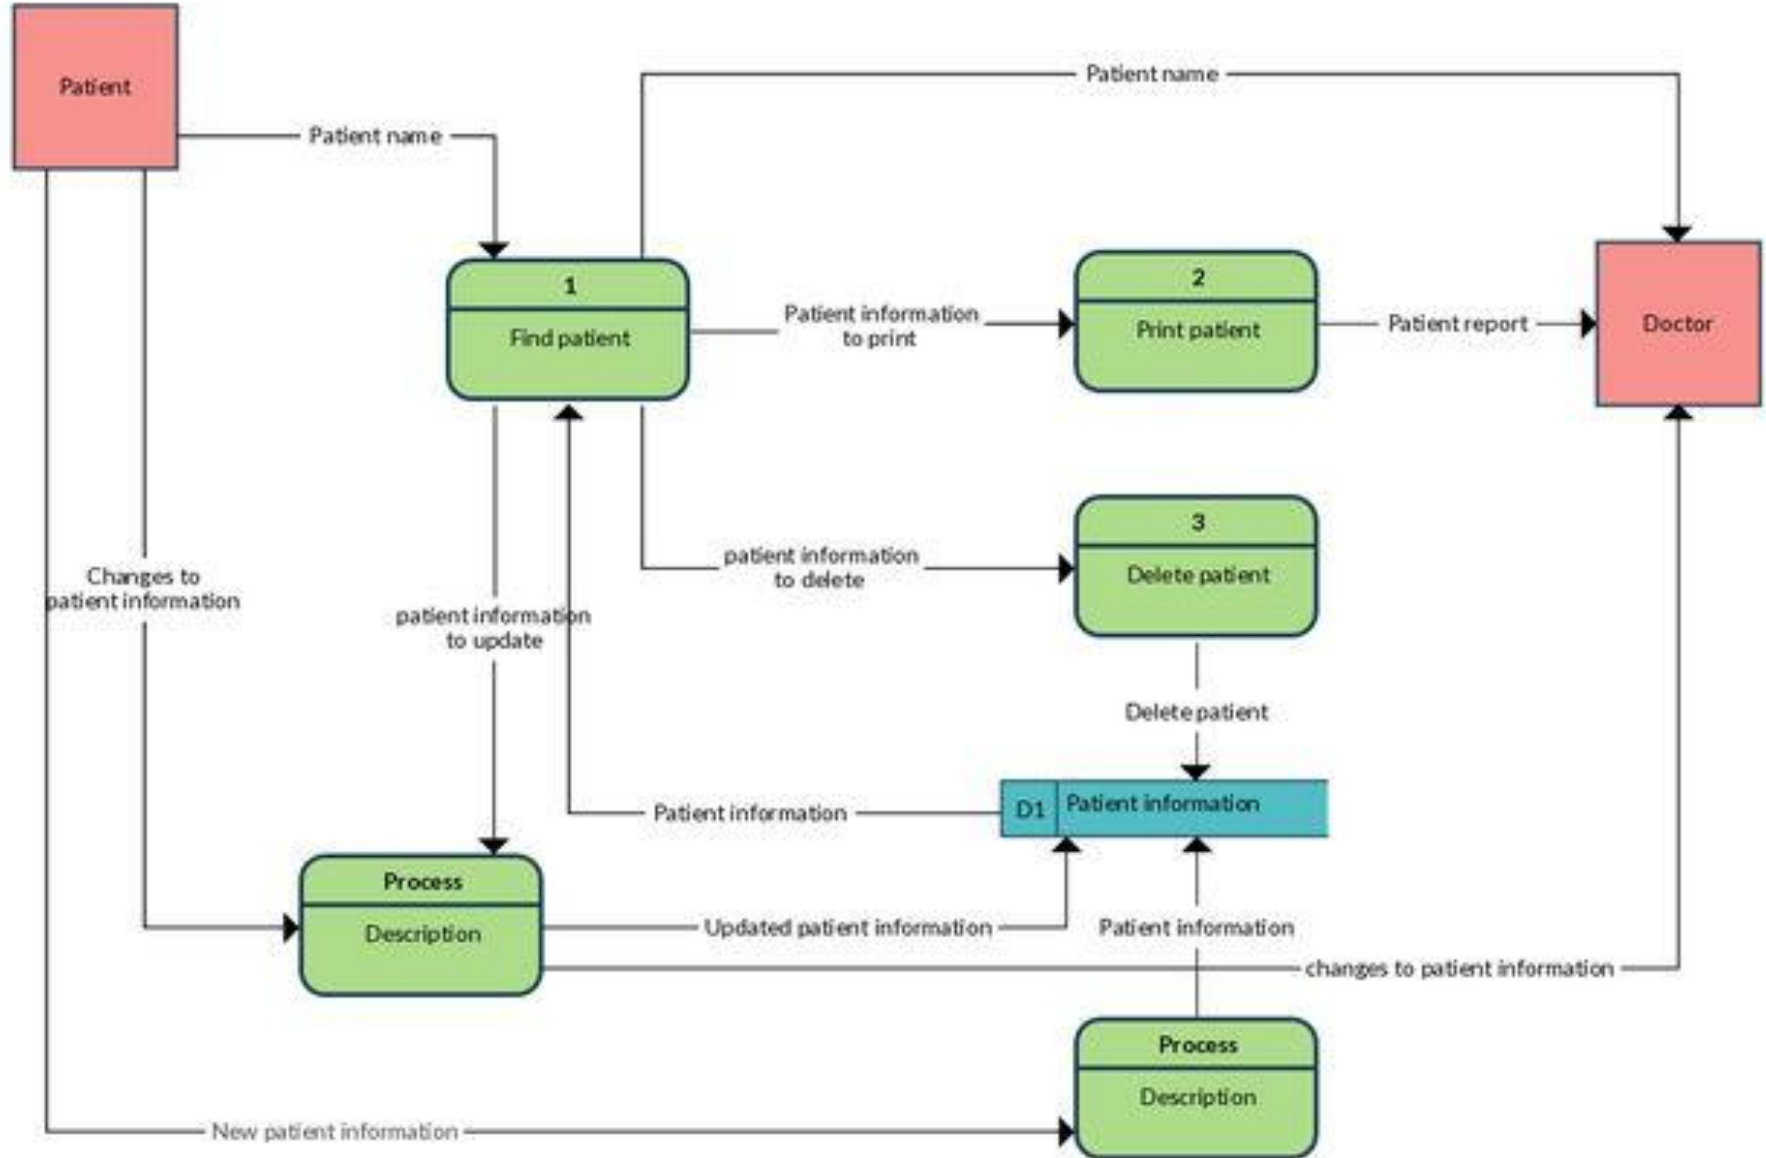 Patient
Patient name
Patient name
1
Find patient
Patient information
to print
2
Print patient
Patient report
Doctor
3
Delete patient
patient information
to delete
Changes to
patient information
patient information
to update
Delete patient
D1
Patient information
Patient information
Process
Description
Updated patient information
Patient information
changes to patient information
Process
Description
New patient information